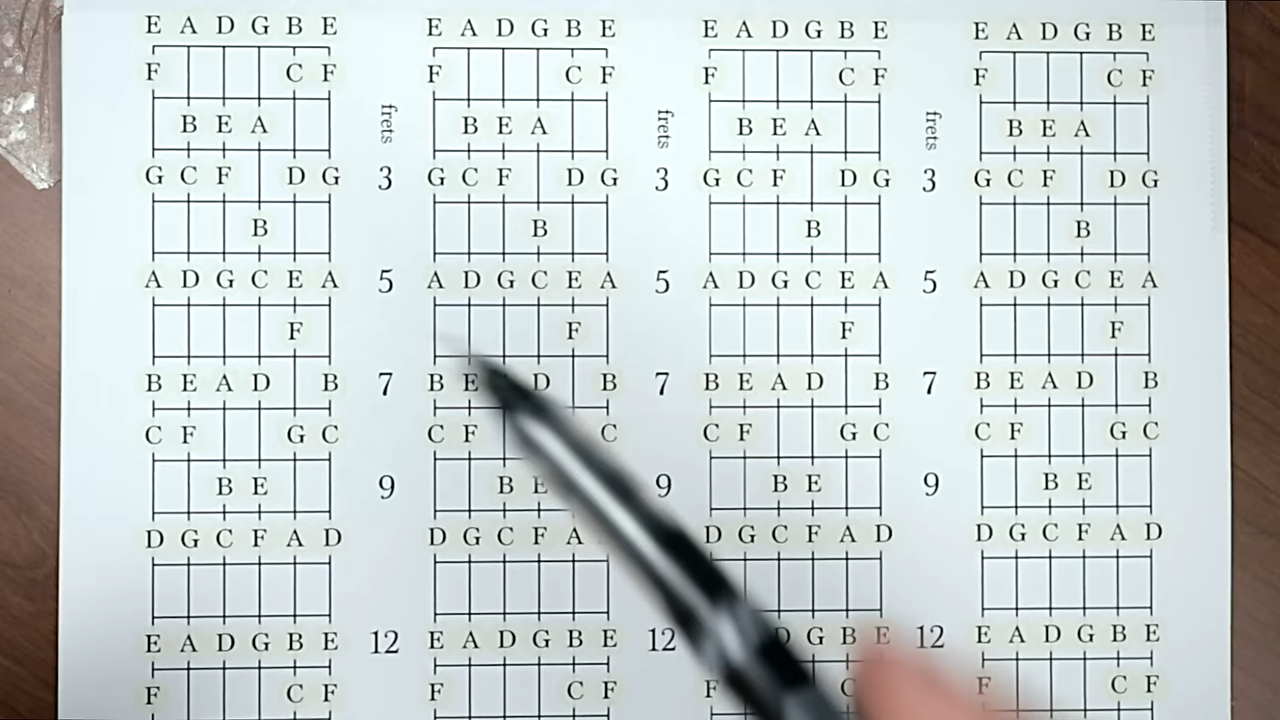 E A D G B E E A D G B E E A D G B E E A D G B E
F C F F C F F C F F C F
frets frets frets
B E A B E A B E A B E A
G C F D G 3 G C F D G 3 G C F D G 3 G C F D G
B B B B
A D G C E A 5 A D G C E A 5 A D G C E A 5 A D G C E A
F F F F
B E A D B 7 B E D B 7 B E A D B 7 B E A D B
C F G C C F C C F G C C F G C
B E 9 B E 9 B E 9 B E
D G C F A D D G C F A D G C F A D D G C F A D
E A D G B E 12 E A D G B E 12 D G B E 12 E A D G B E
F C F F C F F C F C F